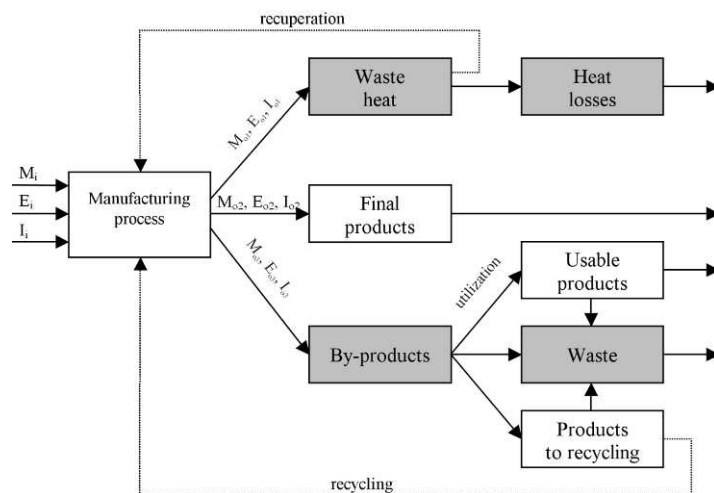 recuperation
Waste
heat
Heat
losses
Mo1, Eo1, Io1
Mi
Ei
Ii
Manufacturing
process
Mo2, Eo2, Io2
Final
products
Mo3, Eo3, Io3
utilization
Usable
products
By-products
Waste
Products
to recycling
recycling